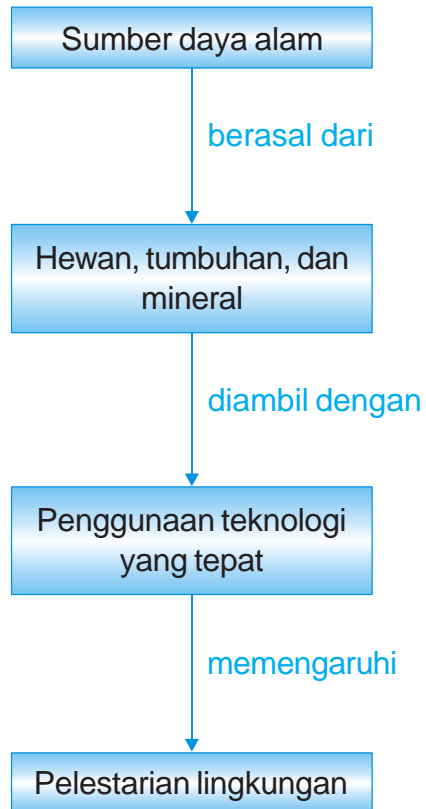 Sumber daya alam
berasal dari
Hewan, tumbuhan, dan
mineral
diambil dengan
Penggunaan teknologi
yang tepat
memengaruhi
Pelestarian lingkungan